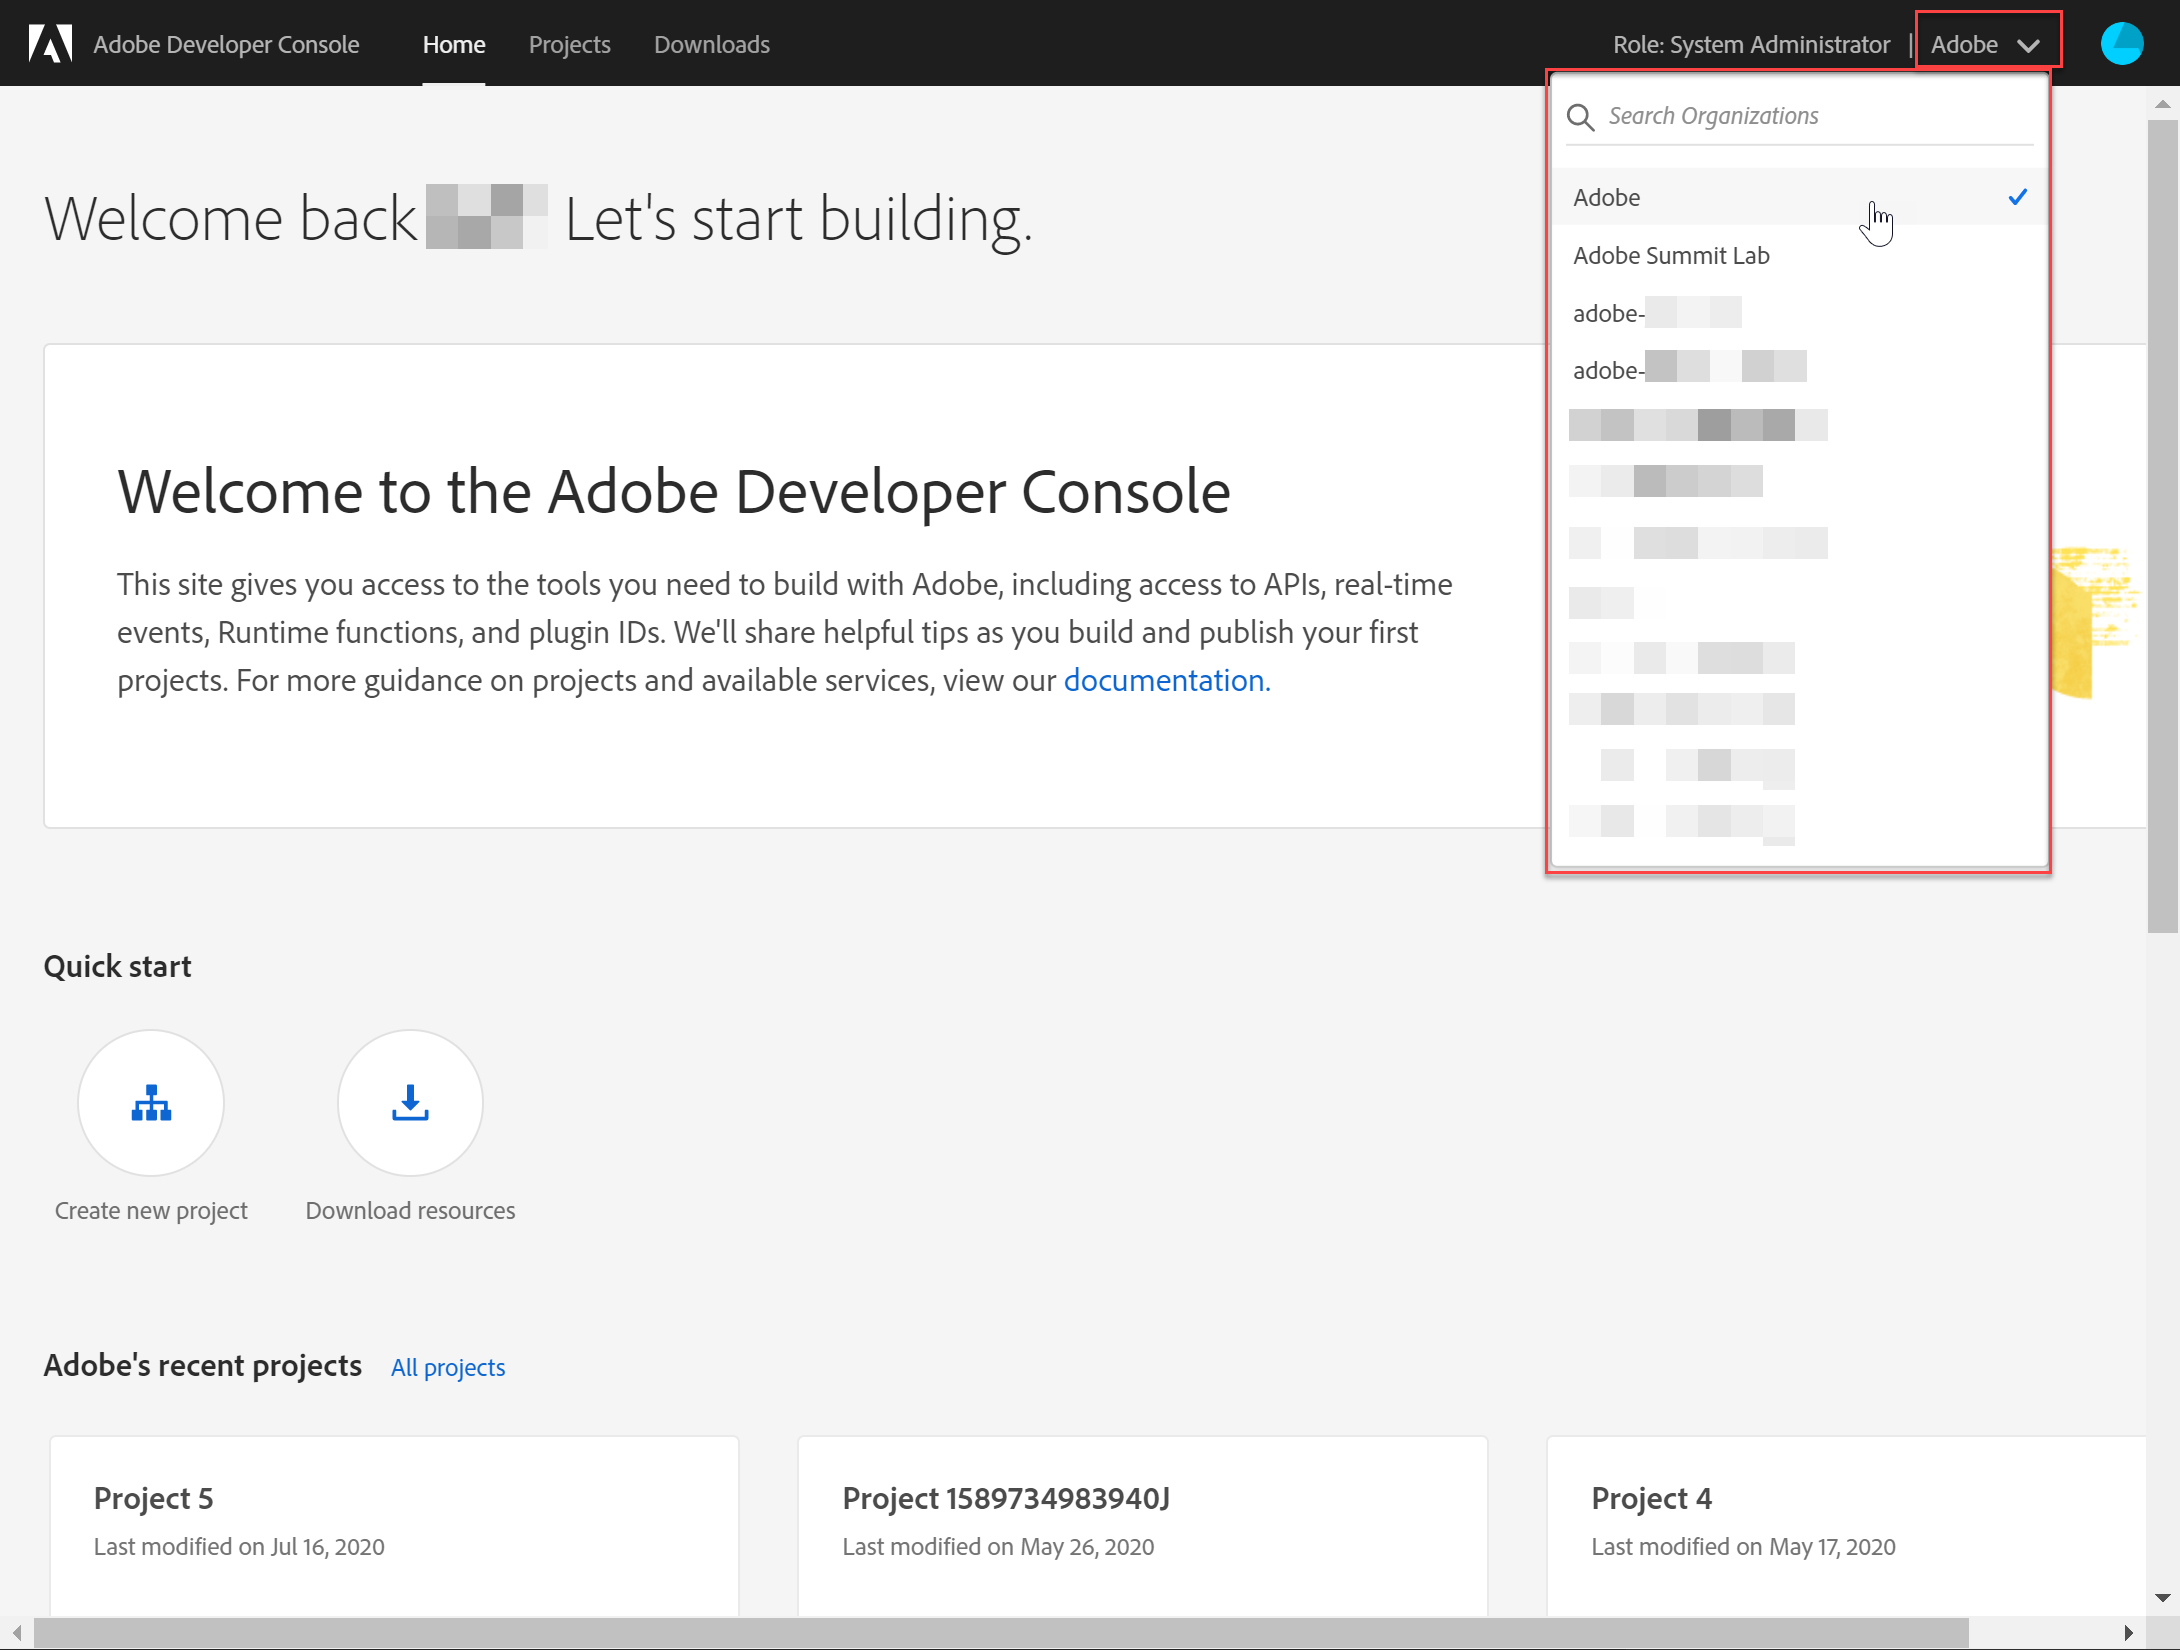 Adobe Developer Console Home Projects Downloads Role: System Administrator | Adobe
Search Organizations
Adobe
Adobe Summit Lab
adobe-
adobe-
Welcome back Let's start building.
Welcome to the Adobe Developer Console
This site gives you access to the tools you need to build with Adobe, including access to APIs, real-time
events, Runtime functions, and plugin IDs. We'll share helpful tips as you build and publish your first
projects. For more guidance on projects and available services, view our documentation.
Quick start
Create new project
Download resources
Adobe's recent projects All projects
Project 5
Last modified on Jul 16, 2020
Project 1589734983940J
Last modified on May 26, 2020
Project 4
Last modified on May 17, 2020